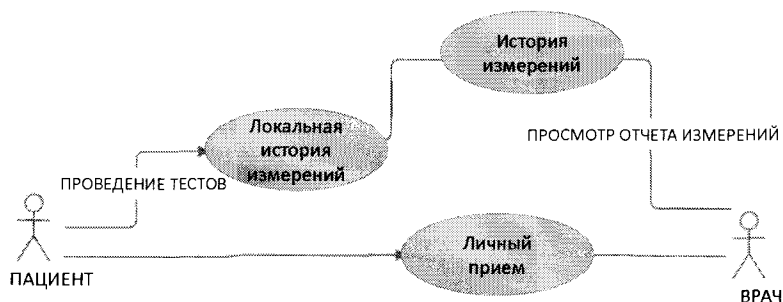 История
измерений
Локальная
история
измерений
ПРОСМОТР ОТЧЕТА ИЗМЕРЕНИЙ
ПРОВЕДЕНИЕ ТЕСТОВ
Личный
прием
ПАЦИЕНТ
ВРАЧ